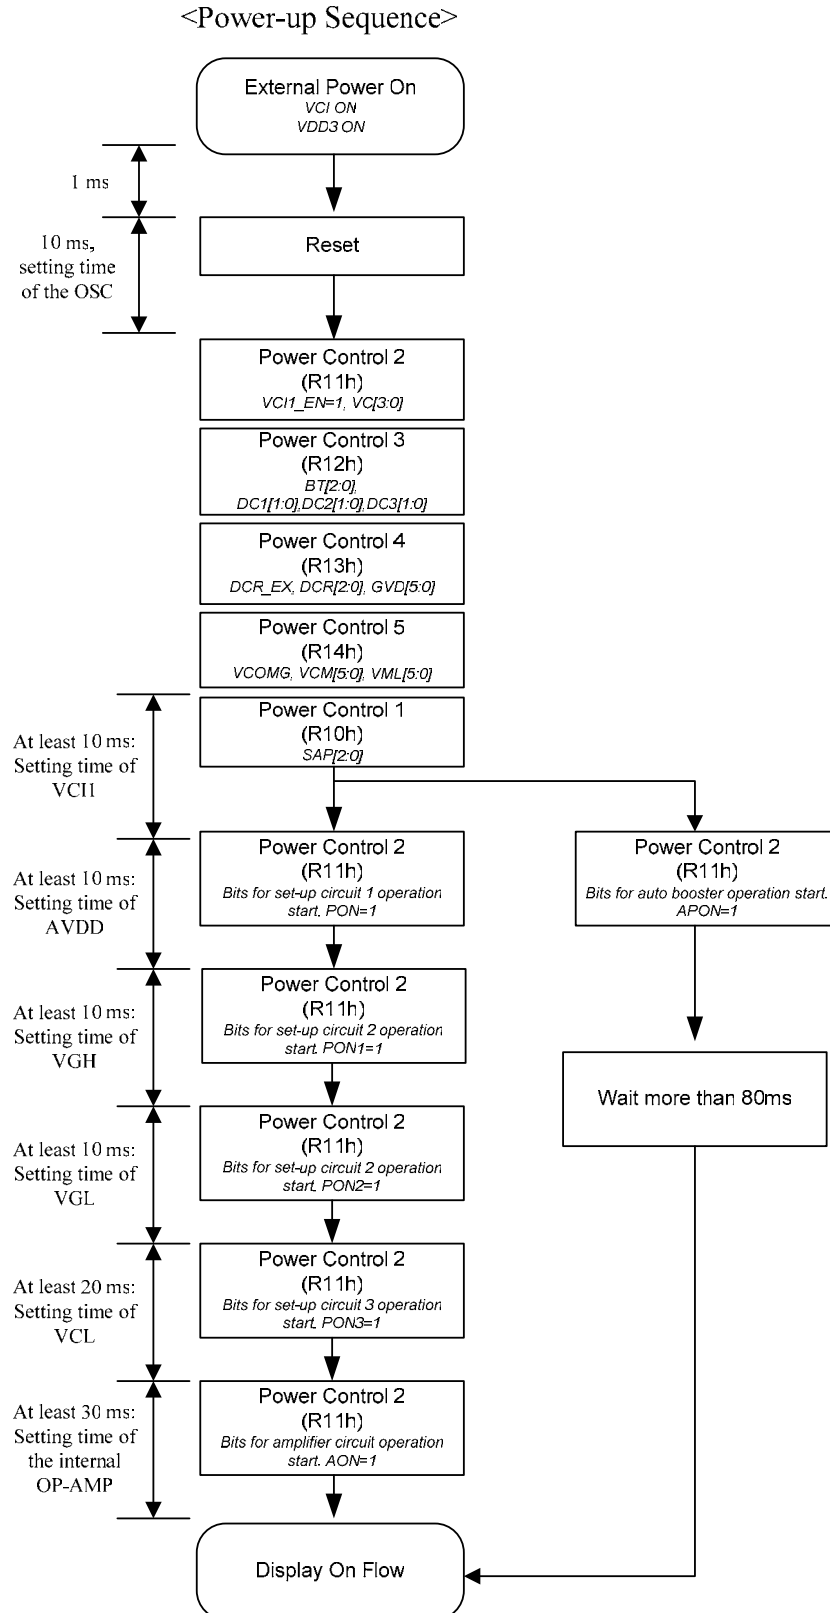 <Power-up Sequence>
External Power On
VCI ON
VDD3 ON
1 ms
Reset
10 ms,
setting time
of the OSC
Power Control 2
(R11h)
VCI1_EN=1, VC[3:0]
Power Control 3
(R12h)
BT[2:0],
DC1[1:0],DC2[1:0],DC3[1:0]
Power Control 4
(R13h)
DCR_EX, DCR[2:0], GVD[5:0]
Power Control 5
(R14h)
VCOMG, VCM[5:0], VML[5:0]
Power Control 1
(R10h)
SAP[2:0]
At least 10 ms:
Setting time of
VCI1
Power Control 2
(R11h)
Bits for set-up circuit 1 operation
start. PON=1
Power Control 2
(R11h)
Bits for auto booster operation start.
APON=1
At least 10 ms:
Setting time of
AVDD
Power Control 2
(R11h)
Bits for set-up circuit 2 operation
start. PON1=1
At least 10 ms:
Setting time of
VGH
Wait more than 80ms
Power Control 2
(R11h)
Bits for set-up circuit 2 operation
start. PON2=1
At least 10 ms:
Setting time of
VGL
Power Control 2
(R11h)
Bits for set-up circuit 3 operation
start. PON3=1
At least 20 ms:
Setting time of
VCL
Power Control 2
(R11h)
Bits for amplifier circuit operation
start. AON=1
At least 30 ms:
Setting time of
the internal
OP-AMP
Display On Flow